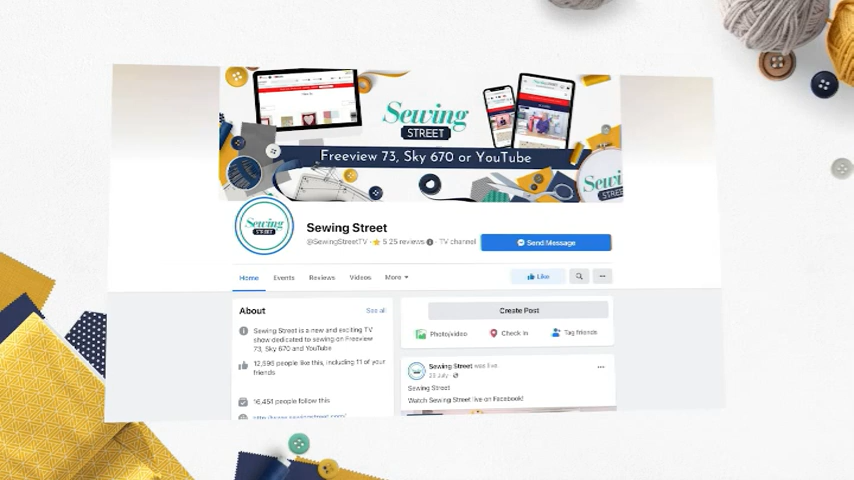 Sewing
STREET
Freeview 73, Sky 670 or YouTube
Sewing
STREET
Sewing
STREET
Sewing Street
@SewingStreetTV · 5 25 reviews · TV channel
Send Message
Home Events Reviews Videos More
Like
About See all
Sewing Street is a new and exciting TV
show dedicated to sewing on Freeview
73, Sky 670 and YouTube
12,596 people like this, including 11 of your
friends
16,451 people follow this
Create Post
Photo/video Check in Tag friends
Sewing Street was live
July
Sewing Street
Watch Sewing Street live on Facebook!